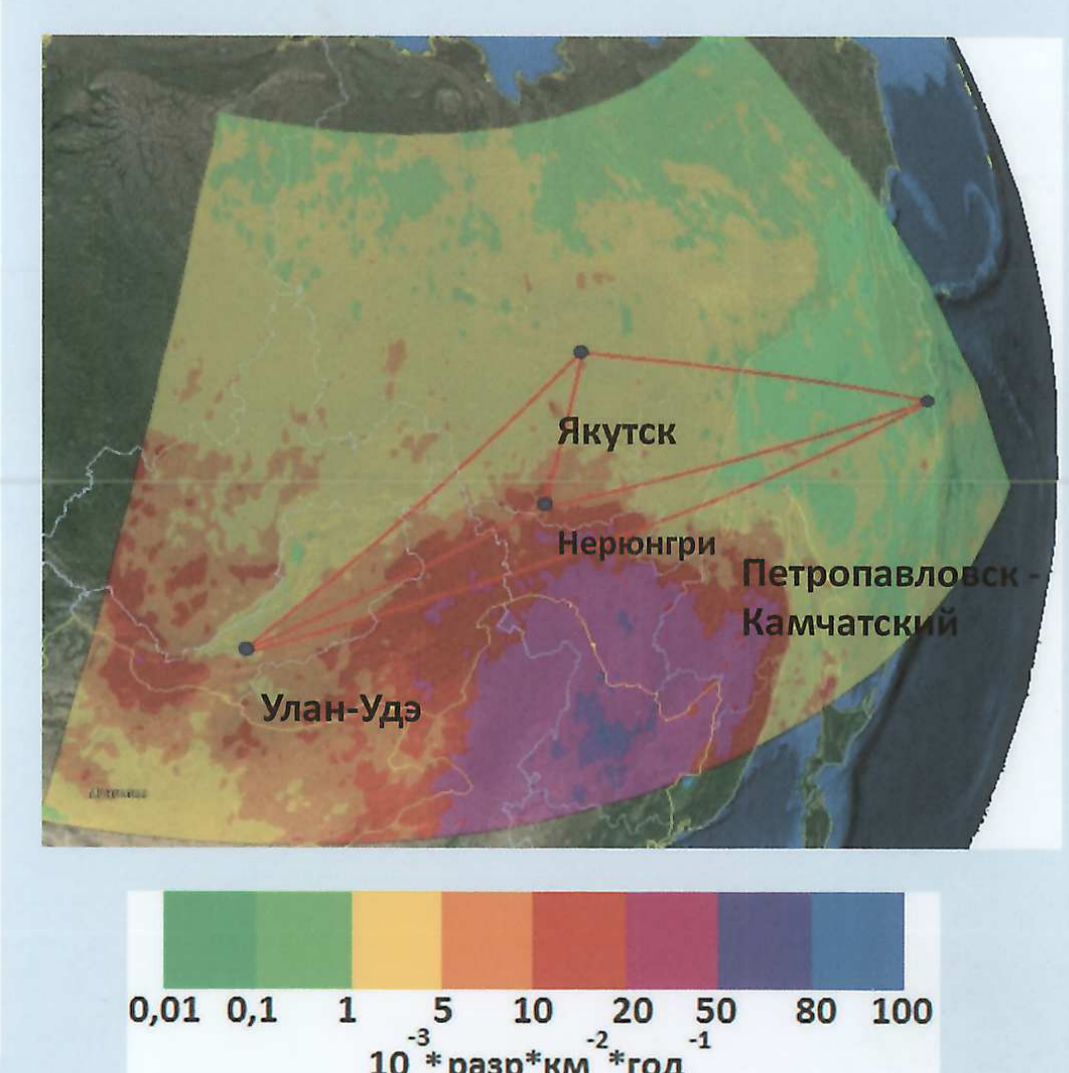 Якутск
Нерюнгри
Петропавловск -
Камчатский
Улан-Удэ
0,01 0,1 1 5 10 20 50 80 100
10⁻³*разр*км⁻²*год⁻¹